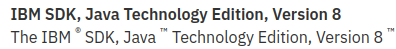 IBM SDK, Java Technology Edition, Version 8
The IBM ® SDK, Java ™ Technology Edition, Version 8 ™